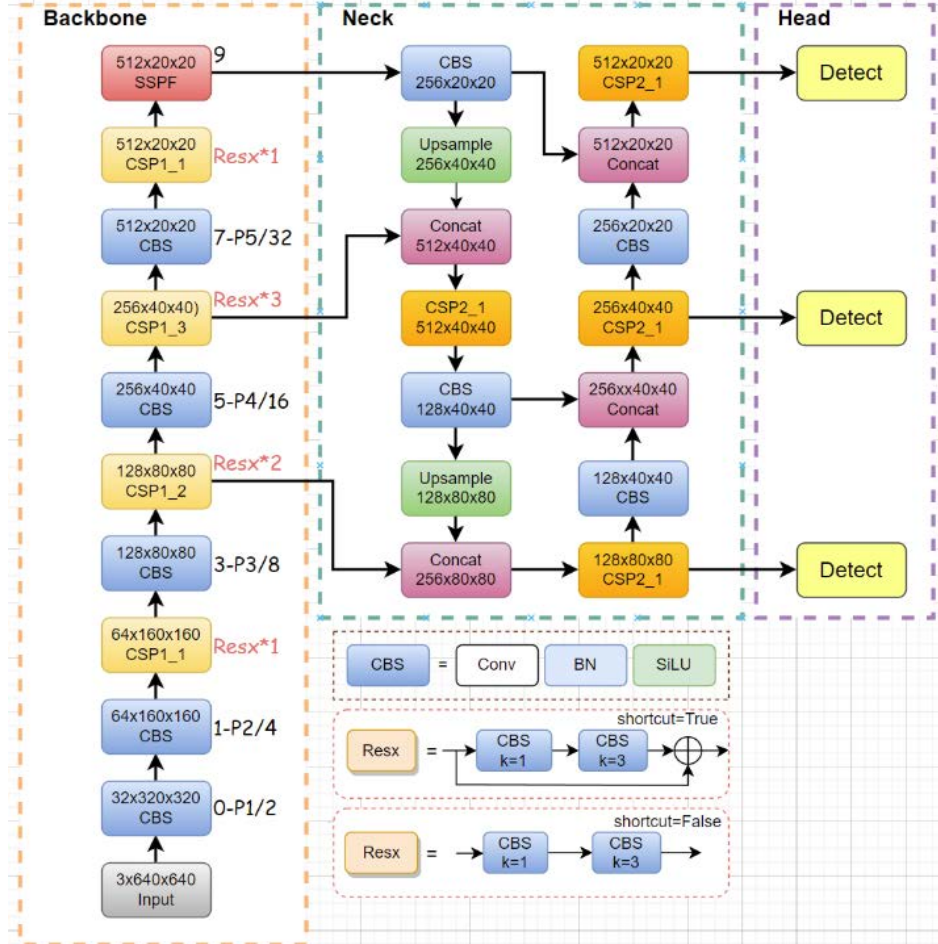 Backbone
512x20x20
SSPF
9
512x20x20
CSP1_1
Resx*1
512x20x20
CBS
7-P5/32
256x40x40)
CSP1_3
Resx*3
256x40x40
CBS
5-P4/16
128x80x80
CSP1_2
Resx*2
128x80x80
CBS
3-P3/8
64x160x160
CSP1_1
Resx*1
64x160x160
CBS
1-P2/4
32x320x320
CBS
0-P1/2
3x640x640
Input
Neck
CBS
256x20x20
Upsample
256x40x40
Concat
512x40x40
CSP2_1
512x40x40
CBS
128x40x40
Upsample
128x80x80
Concat
256x80x80
512x20x20
CSP2_1
512x20x20
Concat
256x20x20
CBS
256x40x40
CSP2_1
256xx40x40
Concat
128x40x40
CBS
128x80x80
CSP2_1
Head
Detect
Detect
Detect
CBS = Conv BN SiLU
shortcut=True
Resx = CBS
k=1
CBS
k=3
shortcut=False
Resx = CBS
k=1
CBS
k=3